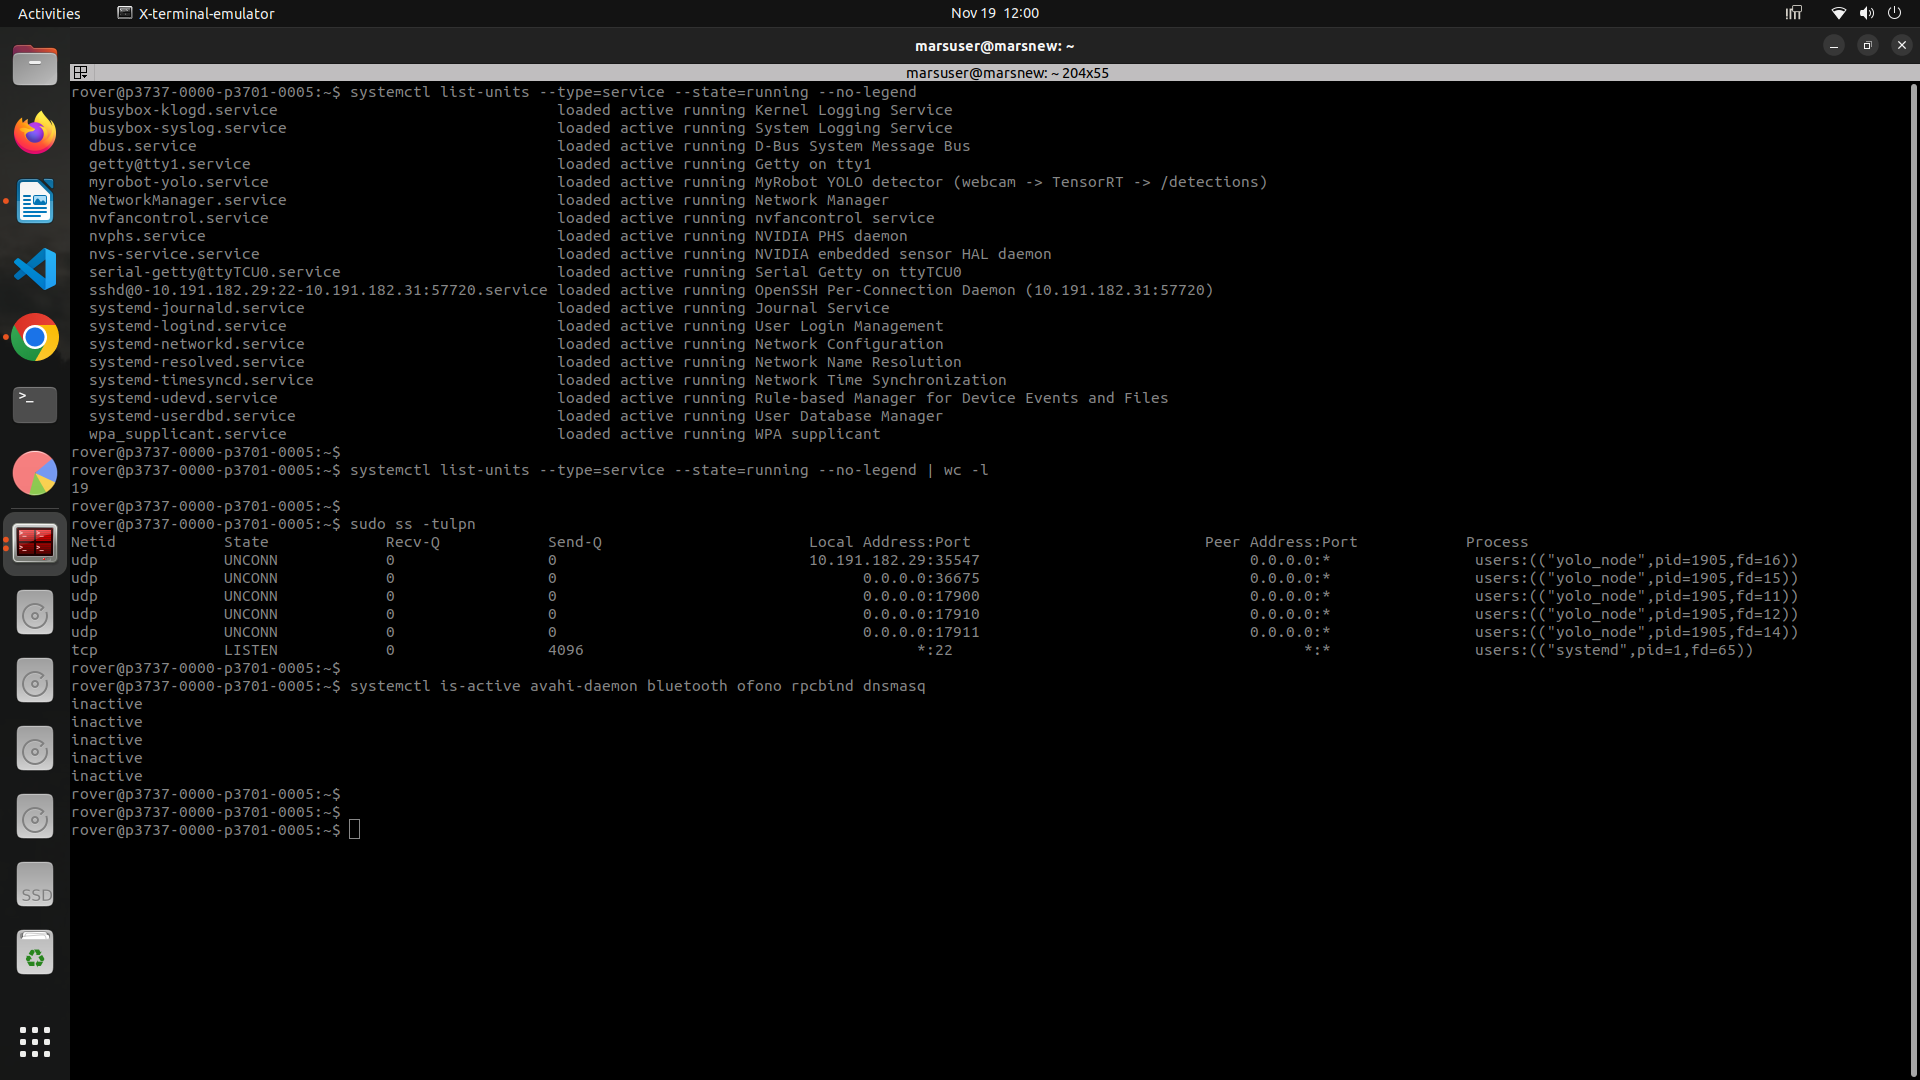 Activities X-terminal-emulator Nov 19 12:00
marsuser@marsnew: ~
marsuser@marsnew: ~ 204x55
rover@p3737-0000-p3701-0005:~$ systemctl list-units --type=service --state=running --no-legend
busybox-klogd.service loaded active running Kernel Logging Service
busybox-syslog.service loaded active running System Logging Service
dbus.service loaded active running D-Bus System Message Bus
getty@tty1.service loaded active running Getty on tty1
myrobot-yolo.service loaded active running MyRobot YOLO detector (webcam -> TensorRT -> /detections)
NetworkManager.service loaded active running Network Manager
nvfancontrol.service loaded active running nvfancontrol service
nvphs.service loaded active running NVIDIA PHS daemon
nvs-service.service loaded active running NVIDIA embedded sensor HAL daemon
serial-getty@ttyTCU0.service loaded active running Serial Getty on ttyTCU0
sshd@0-10.191.182.29:22-10.191.182.31:57720.service loaded active running OpenSSH Per-Connection Daemon (10.191.182.31:57720)
systemd-journald.service loaded active running Journal Service
systemd-logind.service loaded active running User Login Management
systemd-networkd.service loaded active running Network Configuration
systemd-resolved.service loaded active running Network Name Resolution
systemd-timesyncd.service loaded active running Network Time Synchronization
systemd-udevd.service loaded active running Rule-based Manager for Device Events and Files
systemd-userdbd.service loaded active running User Database Manager
wpa_supplicant.service loaded active running WPA supplicant
rover@p3737-0000-p3701-0005:~$
rover@p3737-0000-p3701-0005:~$ systemctl list-units --type=service --state=running --no-legend | wc -l
19
rover@p3737-0000-p3701-0005:~$
rover@p3737-0000-p3701-0005:~$ sudo ss -tulpn
Netid State Recv-Q Send-Q Local Address:Port Peer Address:Port Process
udp UNCONN 0 0 10.191.182.29:35547 0.0.0.0:* users:(("yolo_node",pid=1905,fd=16))
udp UNCONN 0 0 0.0.0.0:36675 0.0.0.0:* users:(("yolo_node",pid=1905,fd=15))
udp UNCONN 0 0 0.0.0.0:17900 0.0.0.0:* users:(("yolo_node",pid=1905,fd=11))
udp UNCONN 0 0 0.0.0.0:17910 0.0.0.0:* users:(("yolo_node",pid=1905,fd=12))
udp UNCONN 0 0 0.0.0.0:17911 0.0.0.0:* users:(("yolo_node",pid=1905,fd=14))
tcp LISTEN 0 4096 *:22 *:* users:(("systemd",pid=1,fd=65))
rover@p3737-0000-p3701-0005:~$
rover@p3737-0000-p3701-0005:~$ systemctl is-active avahi-daemon bluetooth ofono rpcbind dnsmasq
inactive
inactive
inactive
inactive
inactive
rover@p3737-0000-p3701-0005:~$
rover@p3737-0000-p3701-0005:~$
rover@p3737-0000-p3701-0005:~$
SSD